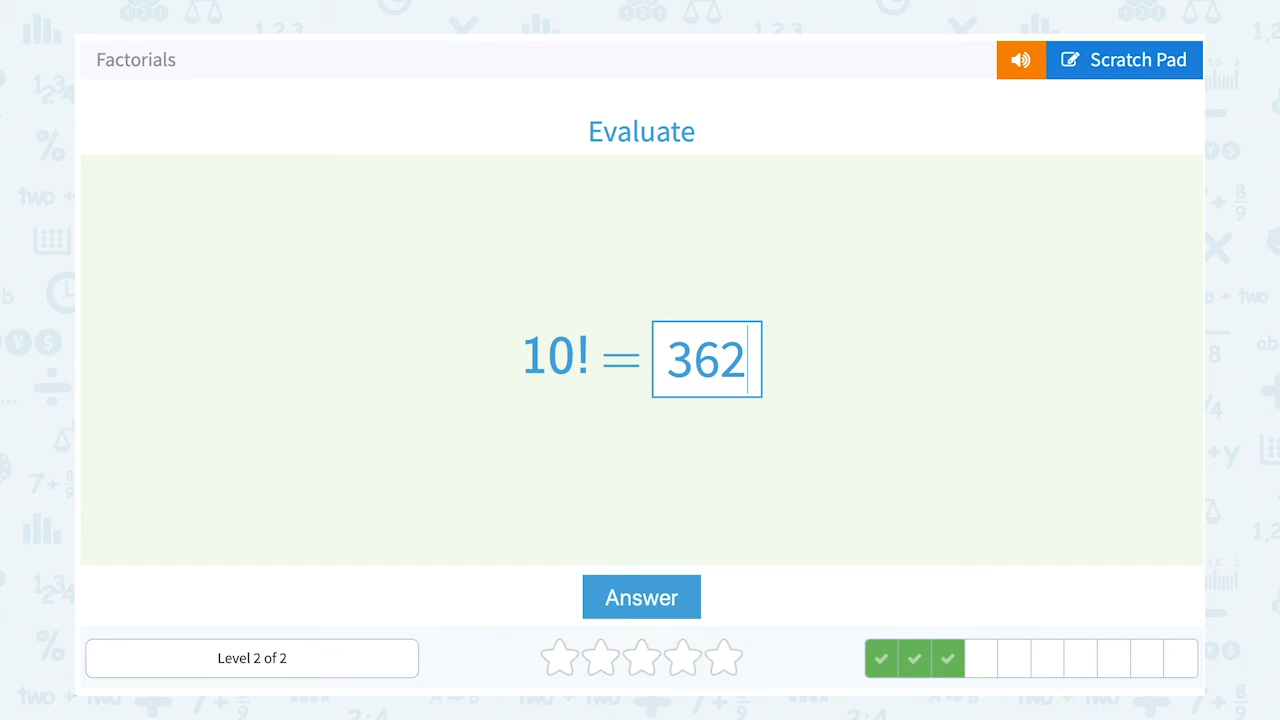 Factorials
Scratch Pad
Evaluate
10! = 362
Answer
Level 2 of 2